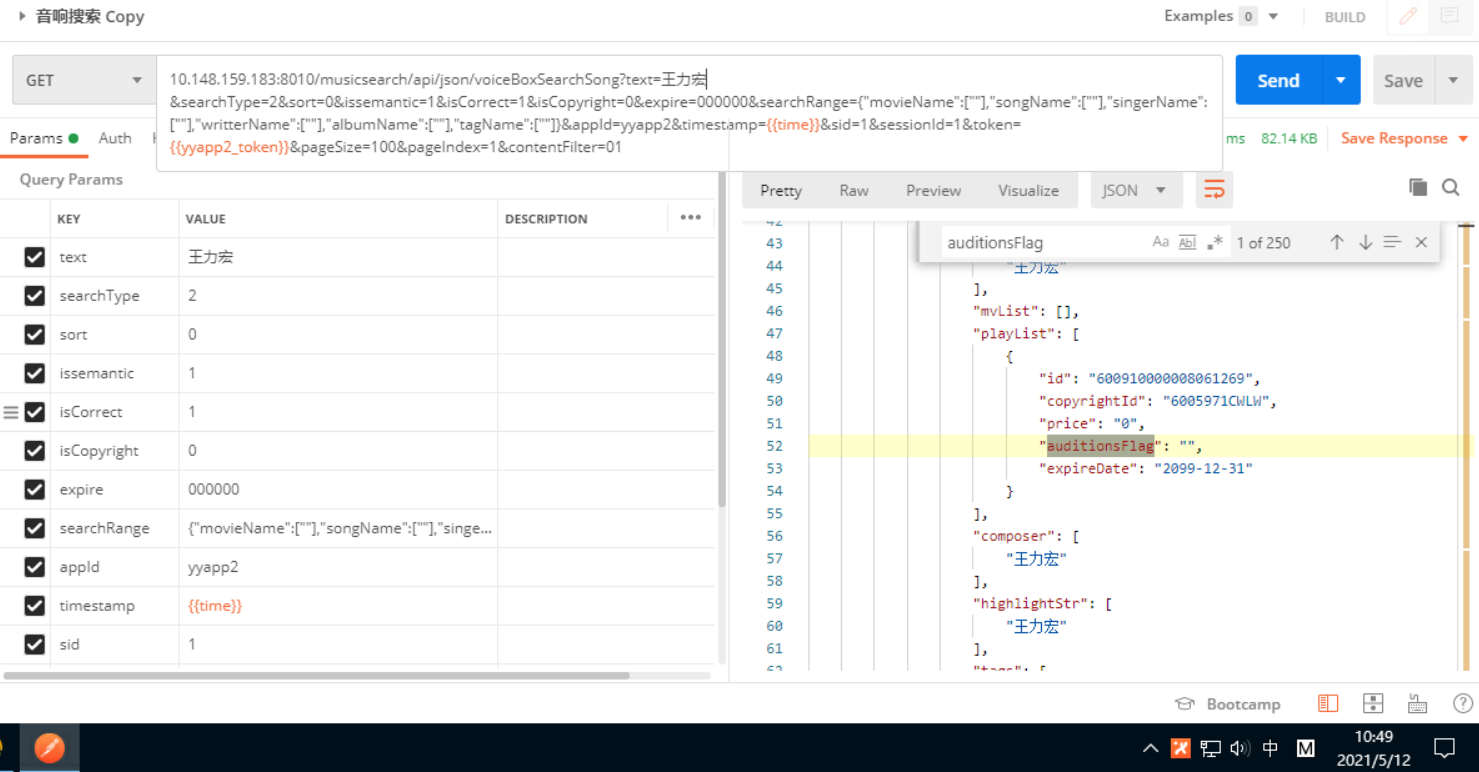 音响搜索 Copy
Examples 0
BUILD
GET
10.148.159.183:8010/musicsearch/api/json/voiceBoxSearchSong?text=王力宏
&searchType=2&sort=0&issemantic=1&isCorrect=1&isCopyright=0&expire=000000&searchRange={"movieName":[""],"songName":[""],"singerName":
[""],"writterName":[""],"albumName":[""],"tagName":[""]}&appId=yyapp2&timestamp={{time}}&sid=1&sessionId=1&token=
{{yyapp2_token}}&pageSize=100&pageIndex=1&contentFilter=01
Send
Save
Params
Auth
ms
82.14 KB
Save Response
Query Params
Pretty
Raw
Preview
Visualize
JSON
KEY
VALUE
DESCRIPTION
text
王力宏
searchType
2
sort
0
issemantic
1
isCorrect
1
isCopyright
0
expire
000000
searchRange
{"movieName":[""],"songName":[""],"singe...
appId
yyapp2
timestamp
{{time}}
sid
1
auditionsFlag
Aa
Abl
.*
1 of 250
42
43
44 "王力宏"
45 ],
46 "mvList": [],
47 "playList": [
48 {
49 "id": "600910000008061269",
50 "copyrightId": "6005971CWLW",
51 "price": "0",
52 "auditionsFlag": "",
53 "expireDate": "2099-12-31"
54 }
55 ],
56 "composer": [
57 "王力宏"
58 ],
59 "highlightStr": [
60 "王力宏"
61 ],
62 "tags": [
Bootcamp
中
M
10:49
2021/5/12